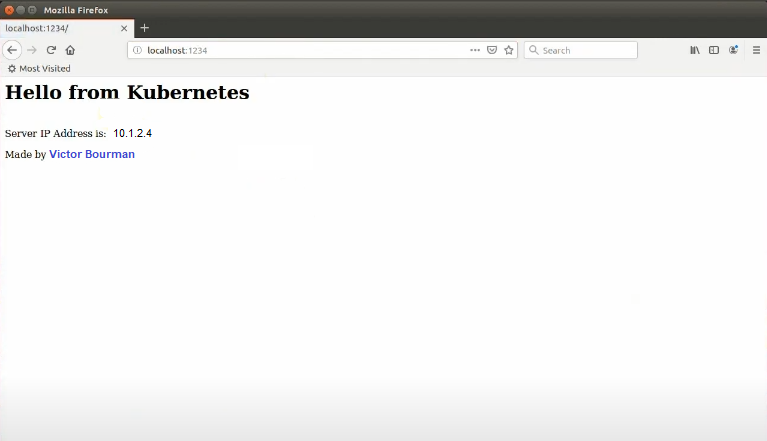 Mozilla Firefox
localhost:1234/
localhost:1234
Search
Most Visited
Hello from Kubernetes
Server IP Address is: 10.1.2.4
Made by Victor Bourman